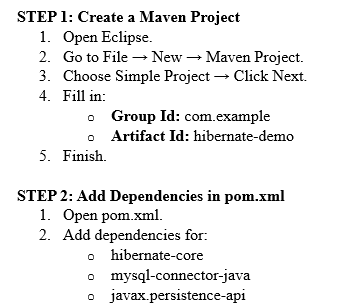 STEP 1: Create a Maven Project
1. Open Eclipse.
2. Go to File → New → Maven Project.
3. Choose Simple Project → Click Next.
4. Fill in:
o Group Id: com.example
o Artifact Id: hibernate-demo
5. Finish.
STEP 2: Add Dependencies in pom.xml
1. Open pom.xml.
2. Add dependencies for:
o hibernate-core
o mysql-connector-java
o javax.persistence-api